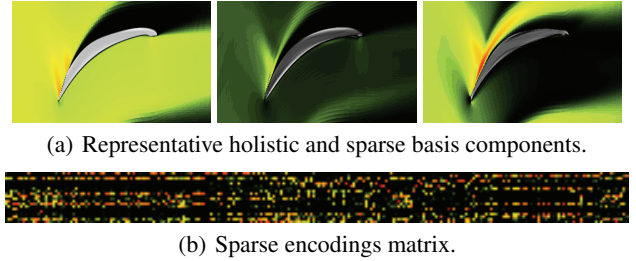 (a) Representative holistic and sparse basis components.
(b) Sparse encodings matrix.